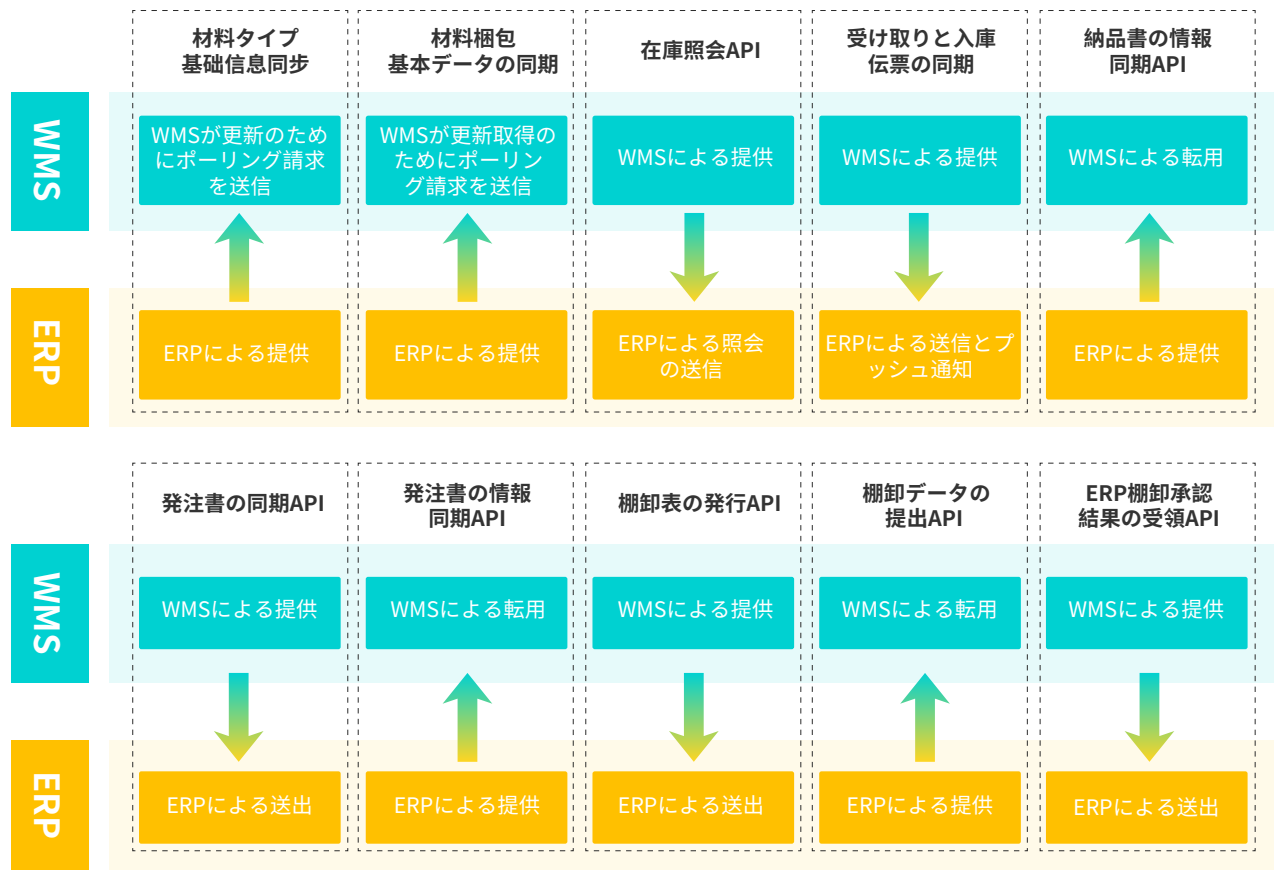 材料タイプ
基礎信息同步
材料梱包
基本データの同期
在庫照会API
受け取りと入庫
伝票の同期
納品書の情報
同期API
WMS
WMSが更新のため
にポーリング請求
を送信
WMSが更新取得の
ためにポーリン
グ請求を送信
WMSによる提供
WMSによる提供
WMSによる転用
ERP
ERPによる提供
ERPによる提供
ERPによる照会
の送信
ERPによる送信とプ
ッシュ通知
ERPによる提供
発注書の同期API
発注書の情報
同期API
棚卸表の発行API
棚卸データの
提出API
ERP棚卸承認
結果の受領API
WMS
WMSによる提供
WMSによる転用
WMSによる提供
WMSによる転用
WMSによる提供
ERP
ERPによる送出
ERPによる提供
ERPによる送出
ERPによる提供
ERPによる送出